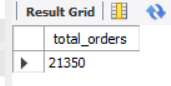 Result Grid
total_orders
21350